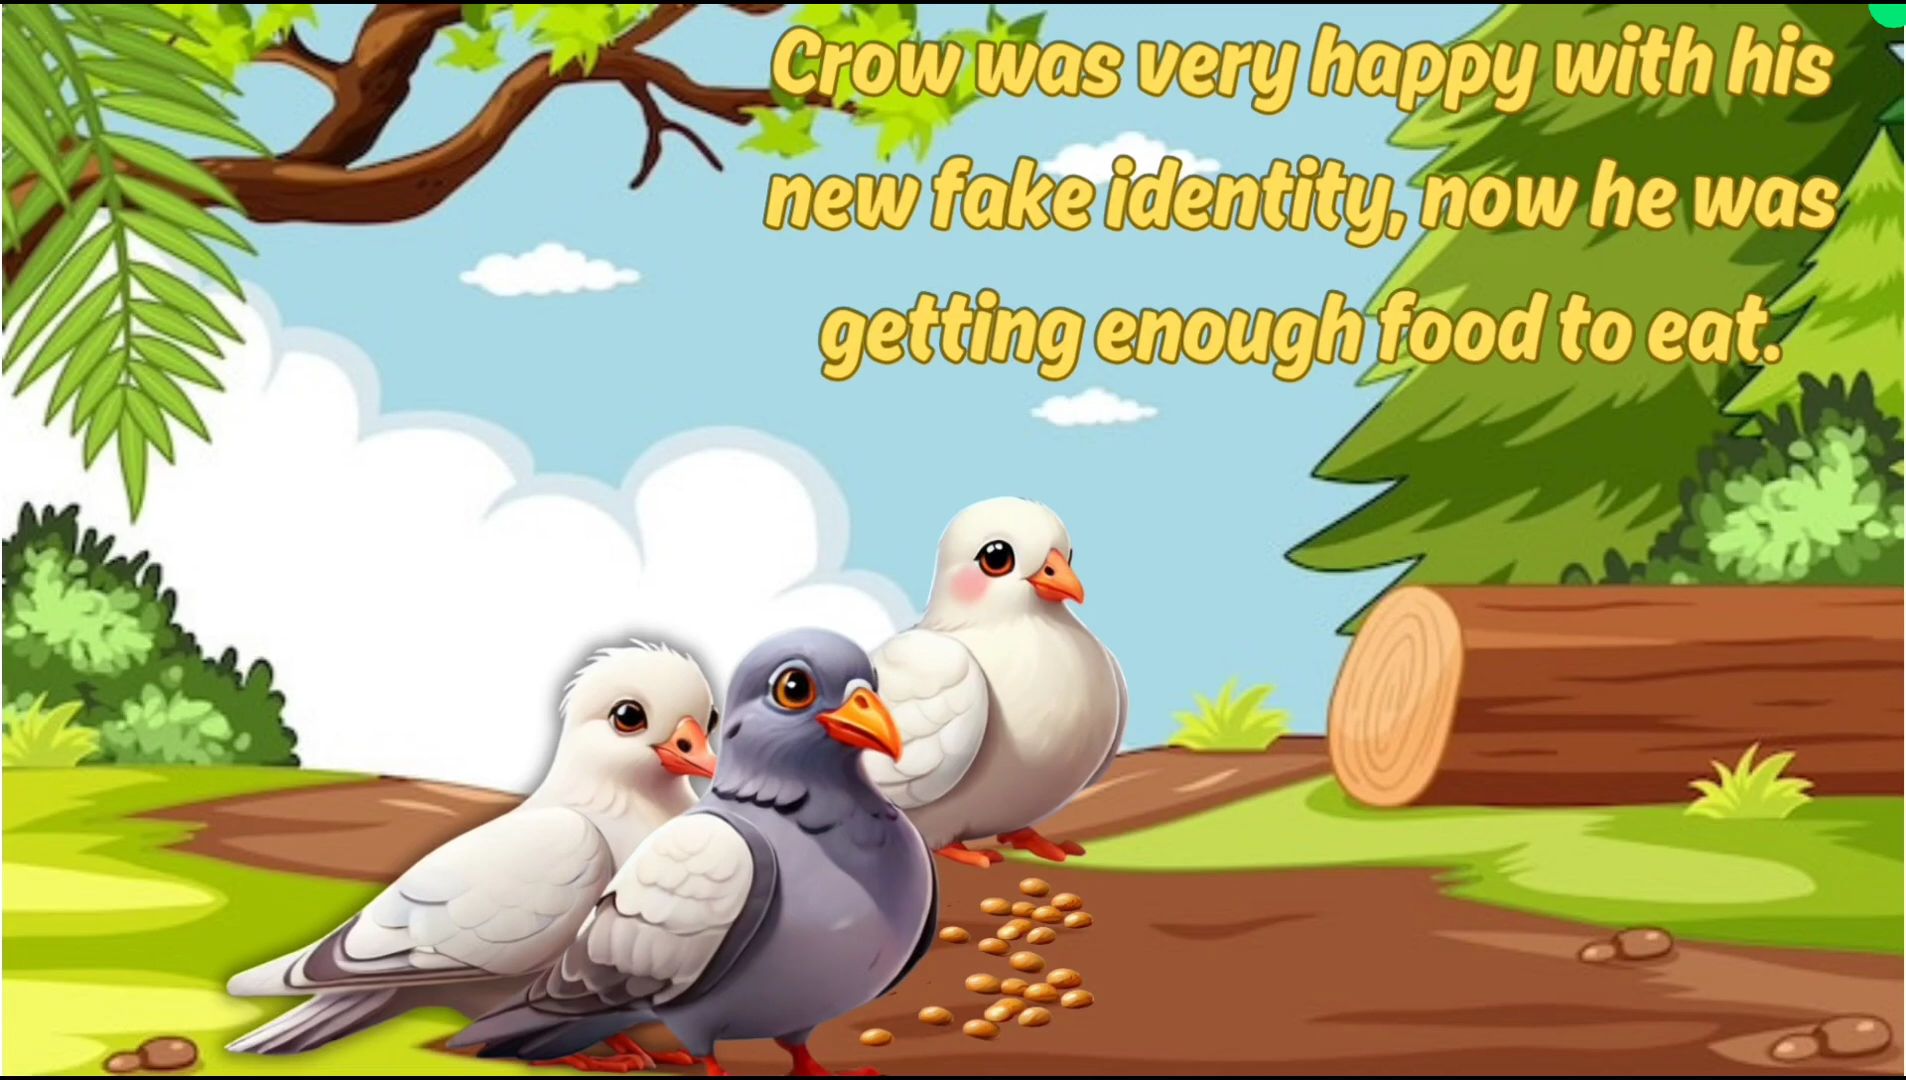 Crow was very happy with his
new fake identity, now he was
getting enough food to eat.